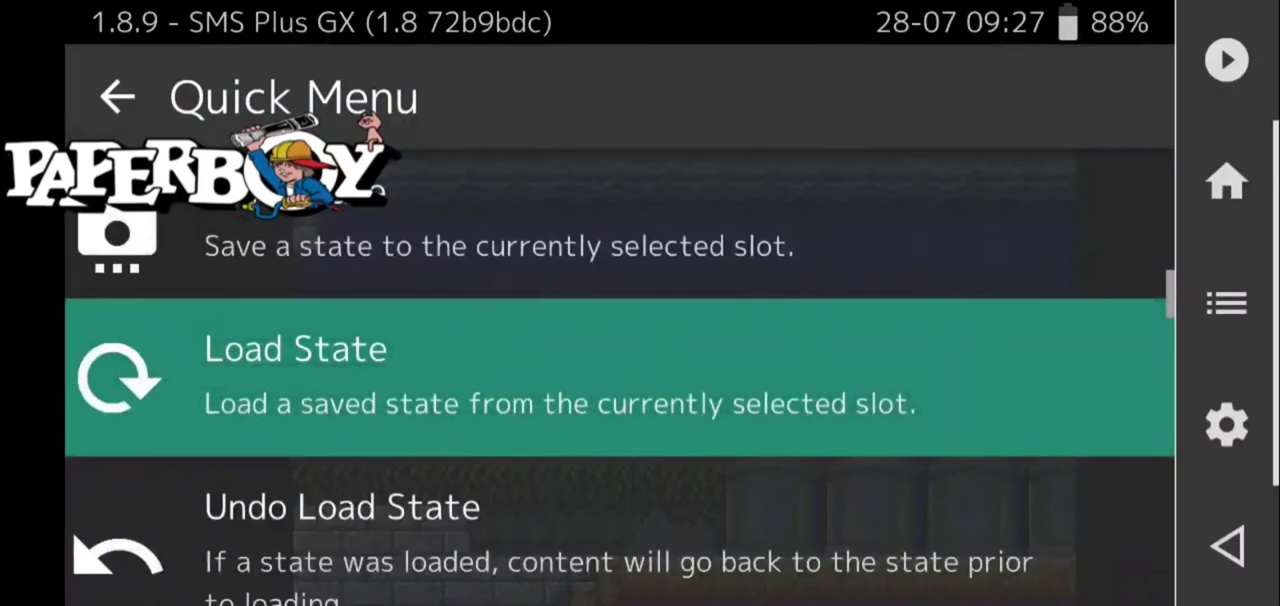 1.8.9 - SMS Plus GX (1.8 72b9bdc)
28-07 09:27 88%
Quick Menu
PAPERBOY
Save a state to the currently selected slot.
Load State
Load a saved state from the currently selected slot.
Undo Load State
If a state was loaded, content will go back to the state prior
to loading.